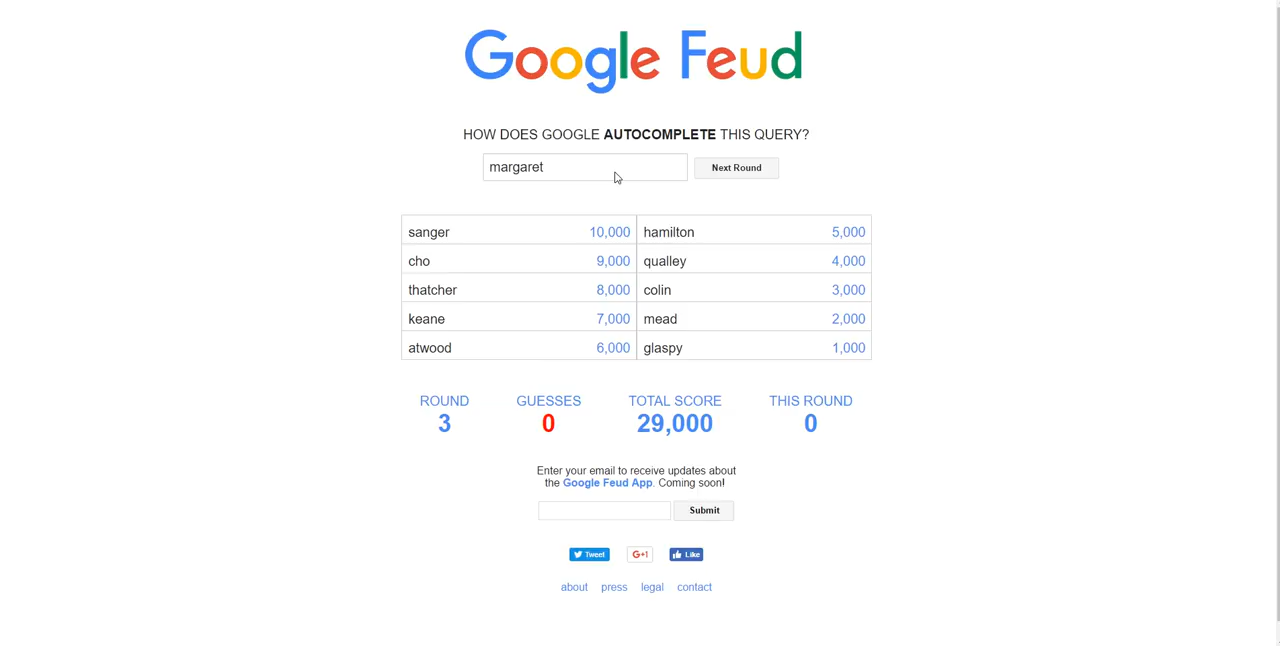 Google Feud
HOW DOES GOOGLE AUTOCOMPLETE THIS QUERY?
margaret
Next Round
sanger 10,000 hamilton 5,000
cho 9,000 qualley 4,000
thatcher 8,000 colin 3,000
keane 7,000 mead 2,000
atwood 6,000 glaspy 1,000
ROUND GUESSES TOTAL SCORE THIS ROUND
3 0 29,000 0
Enter your email to receive updates about
the Google Feud App. Coming soon!
Submit
Tweet G+1 Like
about press legal contact